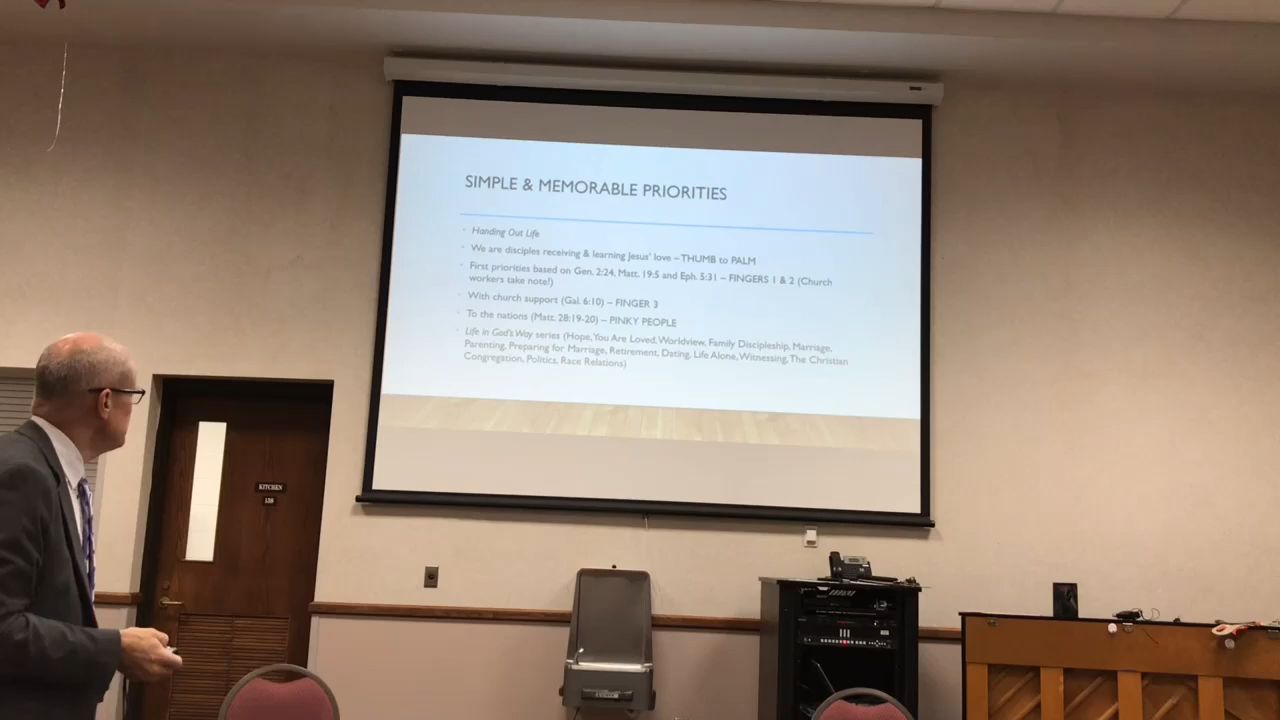 SIMPLE & MEMORABLE PRIORITIES
Handing Out Life
We are disciples receiving & learning Jesus' love – THUMB to PALM
First priorities based on Gen. 2:24, Matt. 19:5 and Eph. 5:31 – FINGERS 1 & 2 (Church
workers take note!)
With church support (Gal. 6:10) – FINGER 3
To the nations (Matt. 28:19-20) – PINKY PEOPLE
Life in God's Way series (Hope, You Are Loved, Worldview, Family Discipleship, Marriage,
Parenting, Preparing for Marriage, Retirement, Dating, Life Alone, Witnessing, The Christian
Congregation, Politics, Race Relations)
KITCHEN